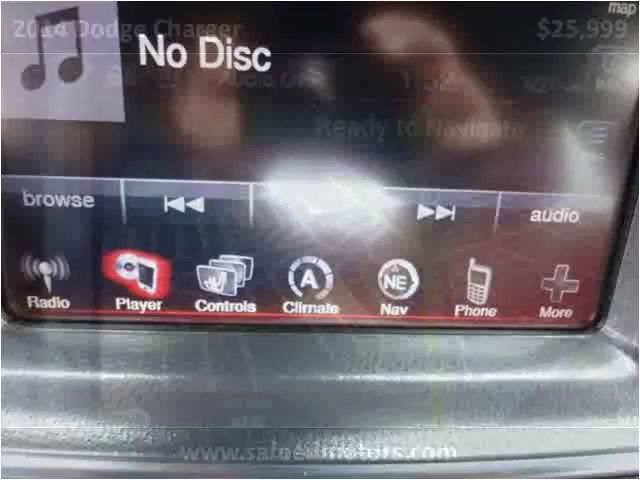 2014 Dodge Charger $25,999
map
No Disc
Ready to Navigate
browse audio
Radio Player Controls Climate Nav Phone More
NE
A